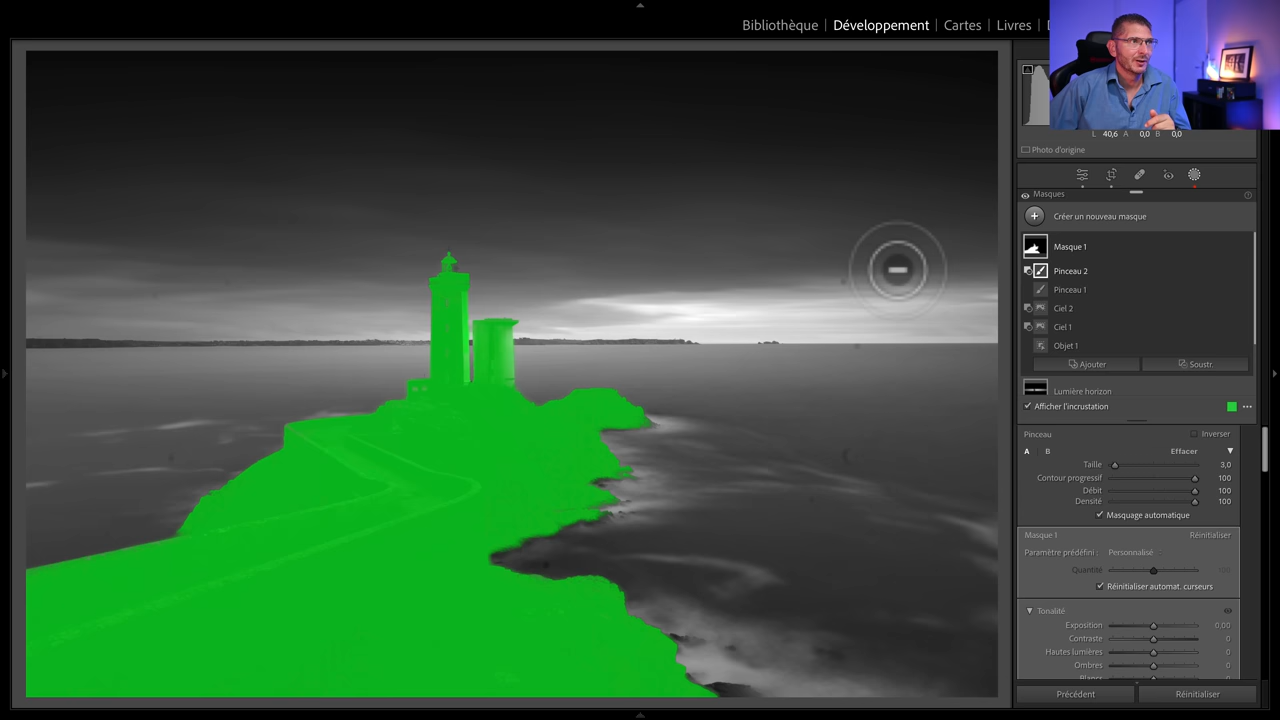 Bibliothèque | Développement | Cartes | Livres |
L 40,6 A 0,0 B 0,0
Photo d'origine
Masques
Créer un nouveau masque
Masque 1
Pinceau 2
Pinceau 1
Ciel 2
Ciel 1
Objet 1
Ajouter Soustr.
Lumière horizon
Afficher l'incrustation
Pinceau Inverser
A B Effacer
Taille 3,0
Contour progressif 100
Débit 100
Densité 100
Masquage automatique
Masque 1 Réinitialiser
Paramètre prédéfini : Personnalisé
Quantité 100
Réinitialiser automat. curseurs
Tonalité
Exposition 0,00
Contraste 0
Hautes lumières 0
Ombres 0
Blancs
Précédent Réinitialiser